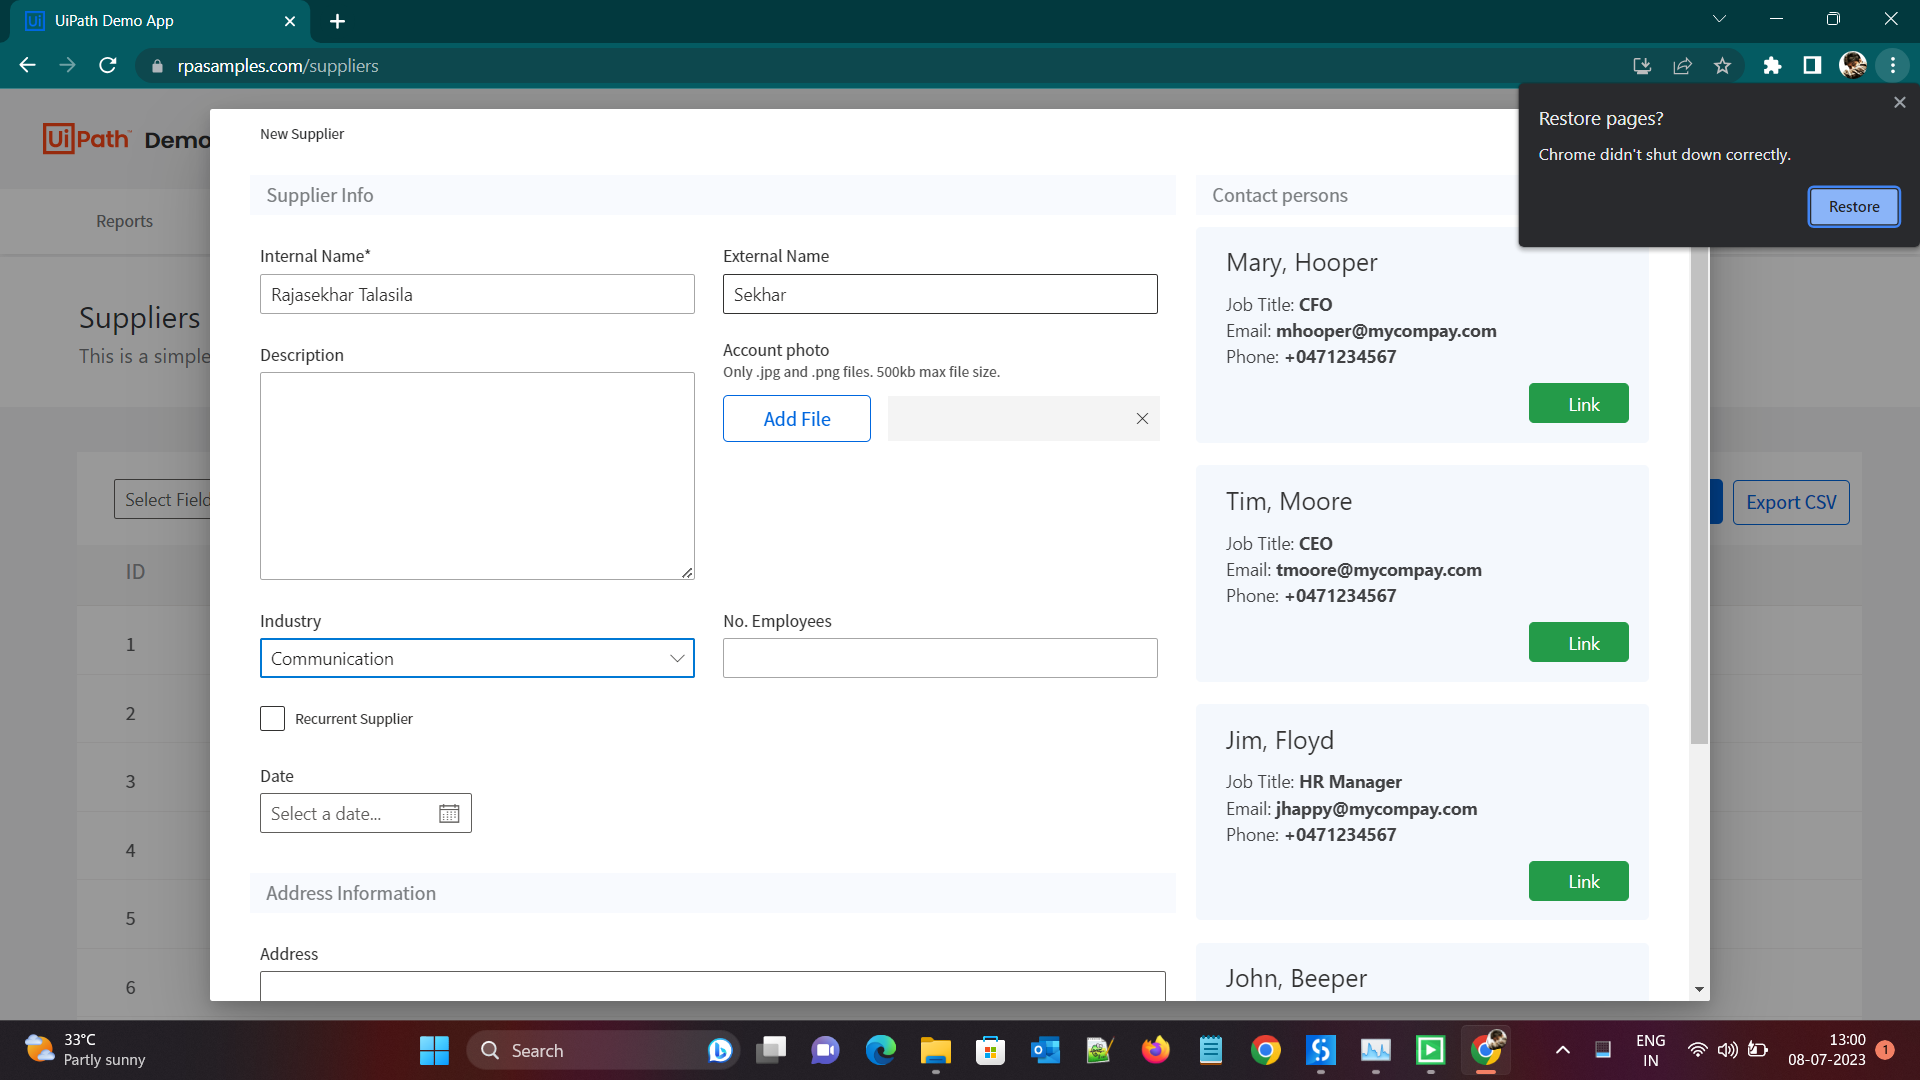 UiPath Demo App
rpasamples.com/suppliers
Restore pages?
Chrome didn't shut down correctly.
Restore
UiPath Demo
Reports
Suppliers
This is a simple
Select Field
Export CSV
ID
1
2
3
4
5
6
New Supplier
Supplier Info
Internal Name*
Rajasekhar Talasila
External Name
Sekhar
Description
Account photo
Only .jpg and .png files. 500kb max file size.
Add File
Industry
Communication
No. Employees
Recurrent Supplier
Date
Select a date...
Address Information
Address
Contact persons
Mary, Hooper
Job Title: CFO
Email: mhooper@mycompay.com
Phone: +0471234567
Link
Tim, Moore
Job Title: CEO
Email: tmoore@mycompay.com
Phone: +0471234567
Link
Jim, Floyd
Job Title: HR Manager
Email: jhappy@mycompay.com
Phone: +0471234567
Link
John, Beeper
33°C
Partly sunny
Search
ENG
IN
13:00
08-07-2023
1